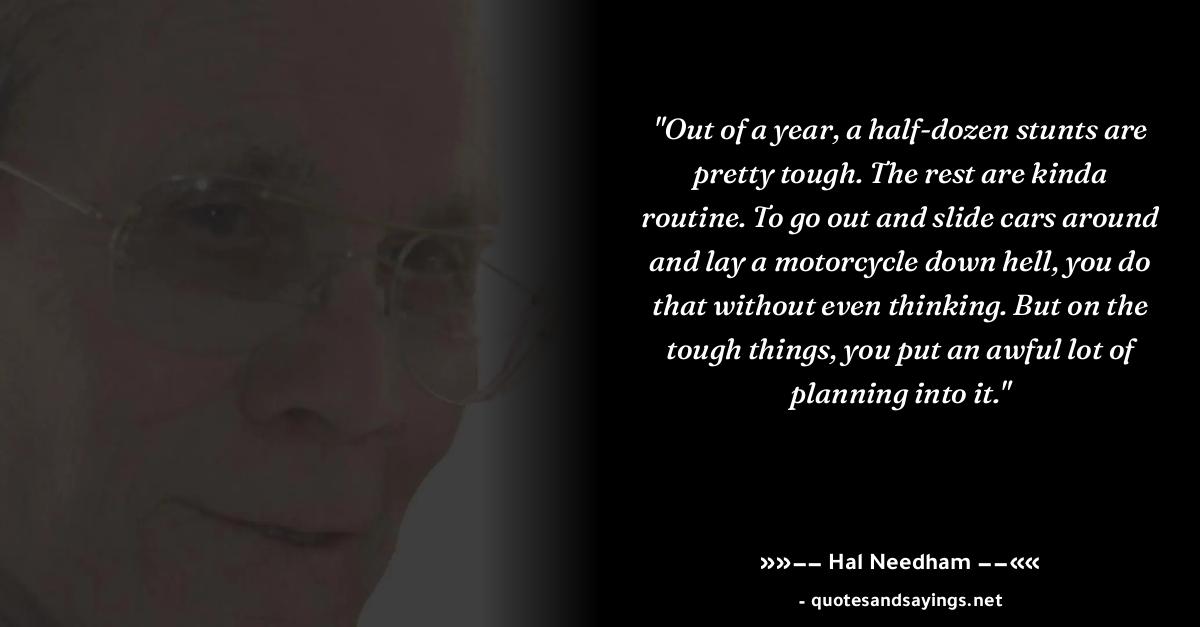 "Out of a year, a half-dozen stunts are
pretty tough. The rest are kinda
routine. To go out and slide cars around
and lay a motorcycle down hell, you do
that without even thinking. But on the
tough things, you put an awful lot of
planning into it."
»»–– Hal Needham ––««
- quotesandsayings.net